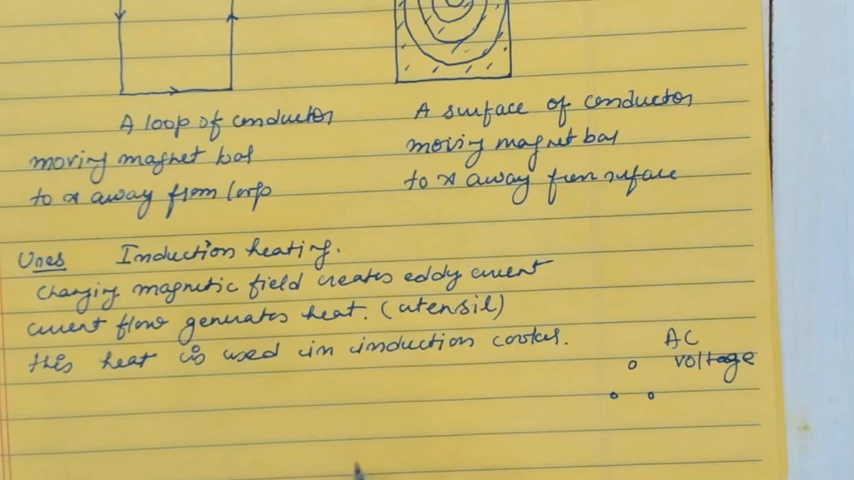 A loop of conductor
moving magnet bar
to or away from loop
A surface of conductor
moving magnet bar
to or away from surface
Uses Induction heating.
Changing magnetic field creates eddy current
current flow generates heat. (utensil)
this heat is used in induction cooker.
AC
voltage